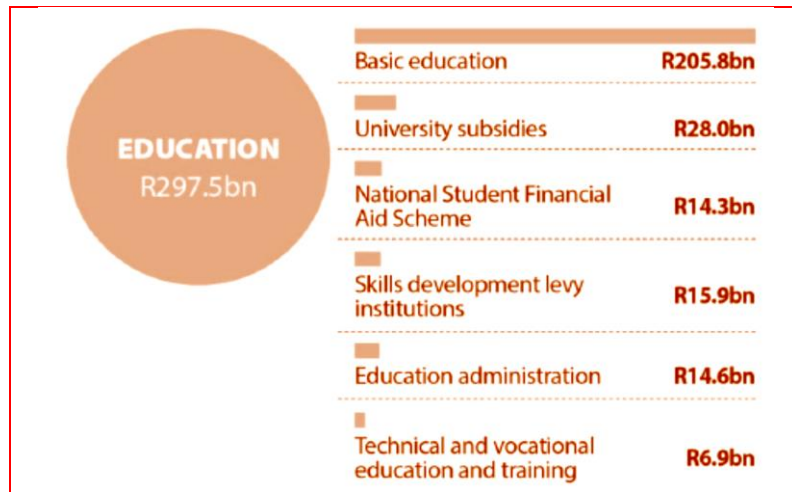 EDUCATION
R297.5bn
Basic education R205.8bn
University subsidies R28.0bn
National Student Financial
Aid Scheme R14.3bn
Skills development levy
institutions R15.9bn
Education administration R14.6bn
Technical and vocational
education and training R6.9bn